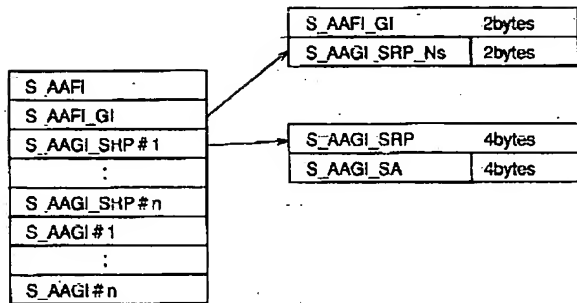 S_AAFI_GI 2bytes
S_AAGI_SRP_Ns 2bytes
S_AAFI
S_AAFI_GI
S_AAGI_SRP#1
:
S_AAGI_SRP#n
S_AAGI#1
:
S_AAGI#n
S_AAGI_SRP 4bytes
S_AAGI_SA 4bytes